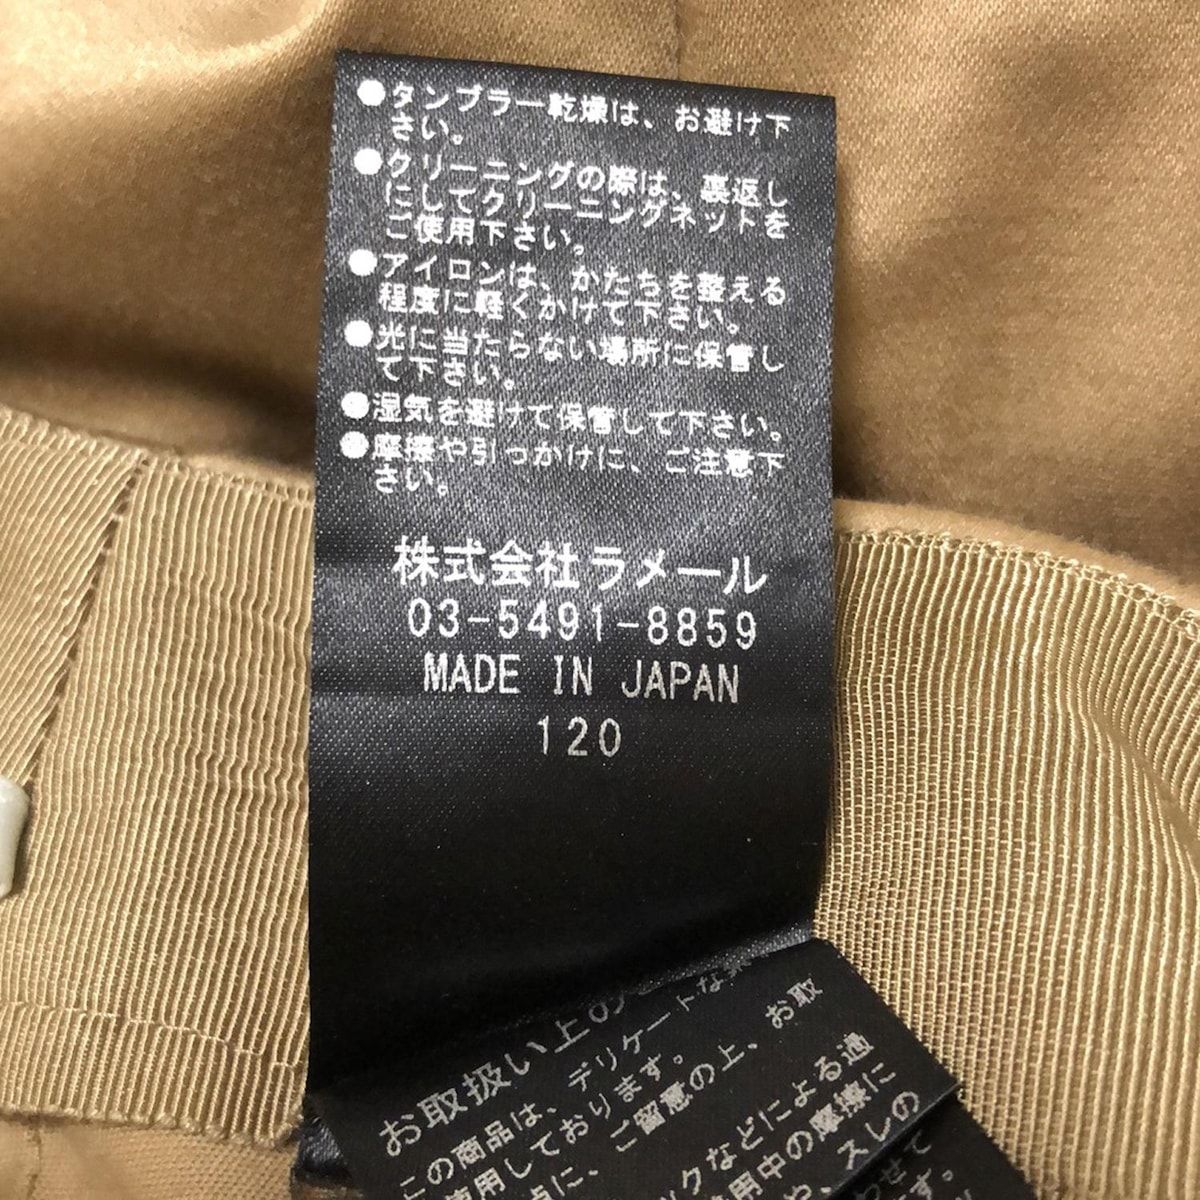 ●タンブラー乾燥は、お避け下
さい。
●クリーニングの際は、裏返し
にしてクリーニングネットを
ご使用下さい。
●アイロンは、かたちを整える
程度に軽くかけて下さい。
●光に当たらない場所に保管し
て下さい。
●湿気を避けて保管して下さい。
●摩擦や引っかけに、ご注意下
さい。
株式会社ラメール
03-5491-8859
MADE IN JAPAN
120
お取扱い上の
この商品は、デリケートな
使用しております。
点に、ご留意の上、お取
などによる過
使用中の摩擦に
スレの
わせて